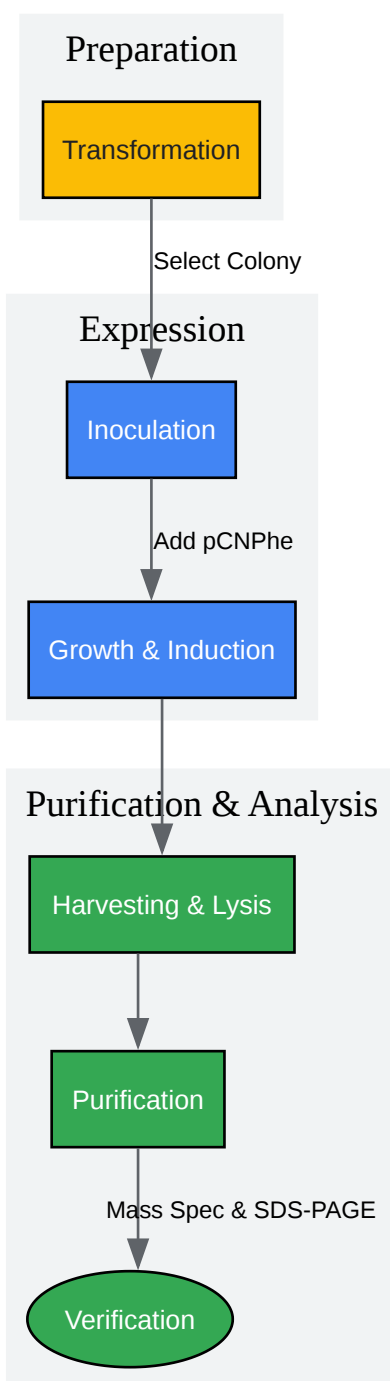 Preparation
Transformation
Select Colony
Expression
Inoculation
Add pCNPhe
Growth & Induction
Purification & Analysis
Harvesting & Lysis
Purification
Mass Spec & SDS-PAGE
Verification